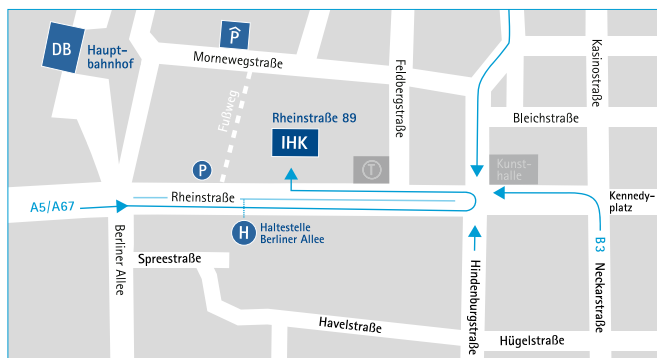 DB
Haupt-
bahnhof
P
Mornewegstraße
Kasinostraße
Feldbergstraße
Fußweg
Bleichstraße
Rheinstraße 89
IHK
P
T
Kunst-
halle
Rheinstraße
Kennedy-
platz
A5/A67
H
Haltestelle
Berliner Allee
B3
Berliner Allee
Spreestraße
Hindenburgstraße
Neckarstraße
Havelstraße
Hügelstraße